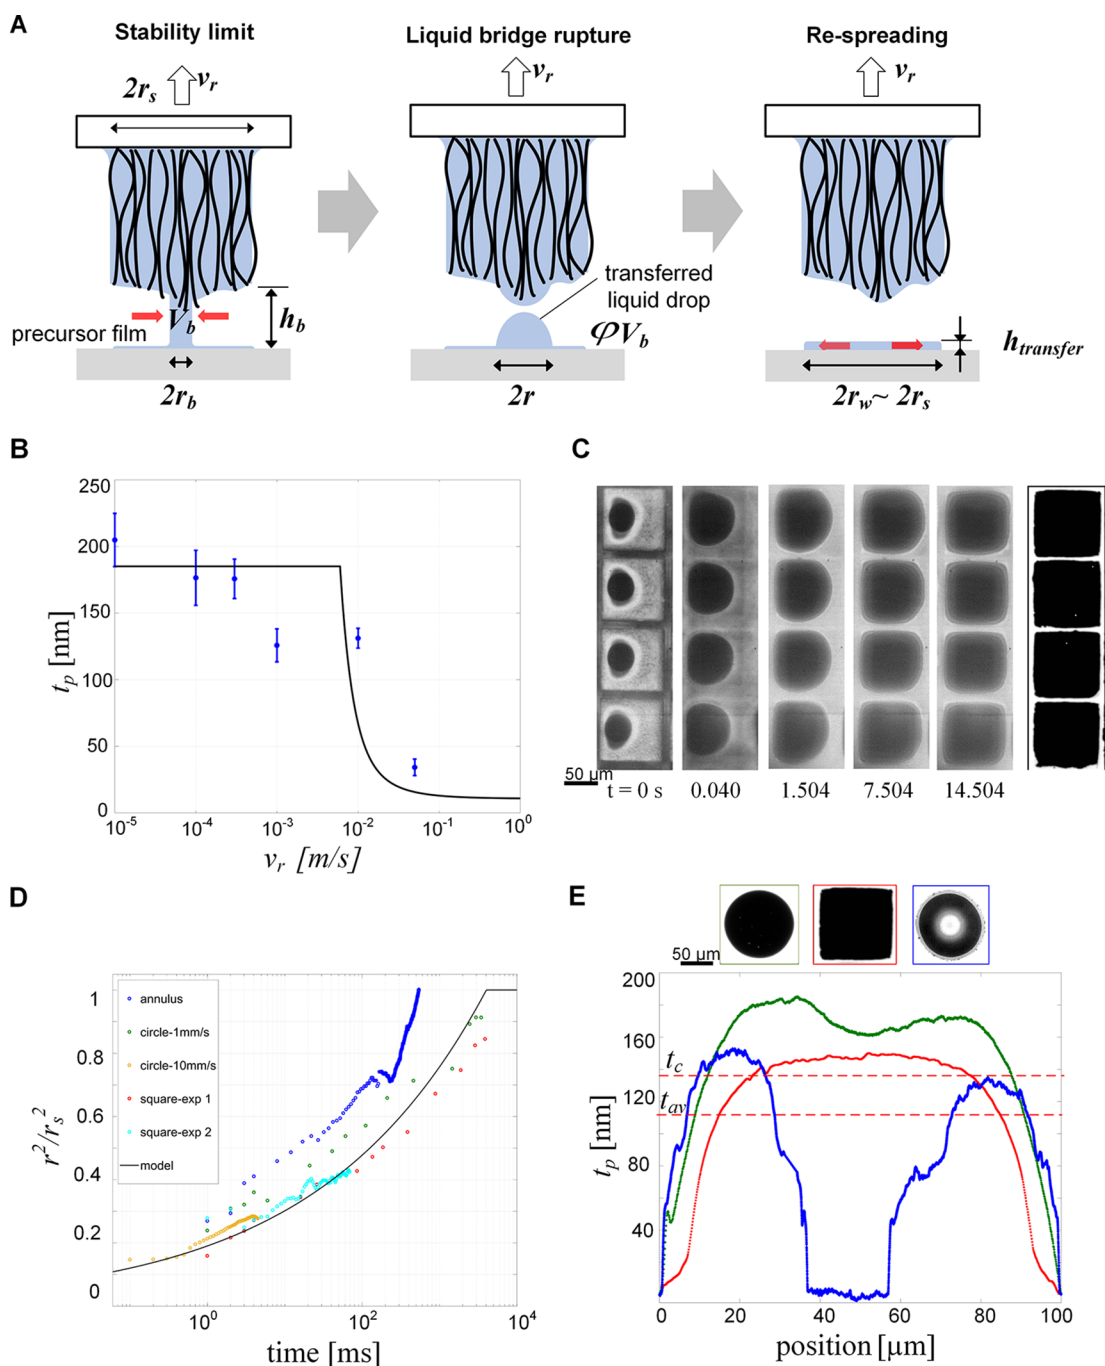 A
Stability limit
Liquid bridge rupture
Re-spreading
v_r
v_r
v_r
2r_s
transferred
liquid drop
V_b
h_b
precursor film
φV_b
h_transfer
2r_b
2r
2r_w ~ 2r_s
B
250
200
150
100
50
0
t_p [nm]
10^-5
10^-4
10^-3
10^-2
10^-1
10^0
v_r [m/s]
C
50 µm
t = 0 s
0.040
1.504
7.504
14.504
D
1
0.8
0.6
0.4
0.2
0
r^2/r_s^2
annulus
circle-1mm/s
circle-10mm/s
square-exp 1
square-exp 2
model
10^0
10^2
10^4
time [ms]
E
50 µm
200
160
120
80
40
t_p [nm]
t_c
t_av
0
20
40
60
80
100
position [µm]